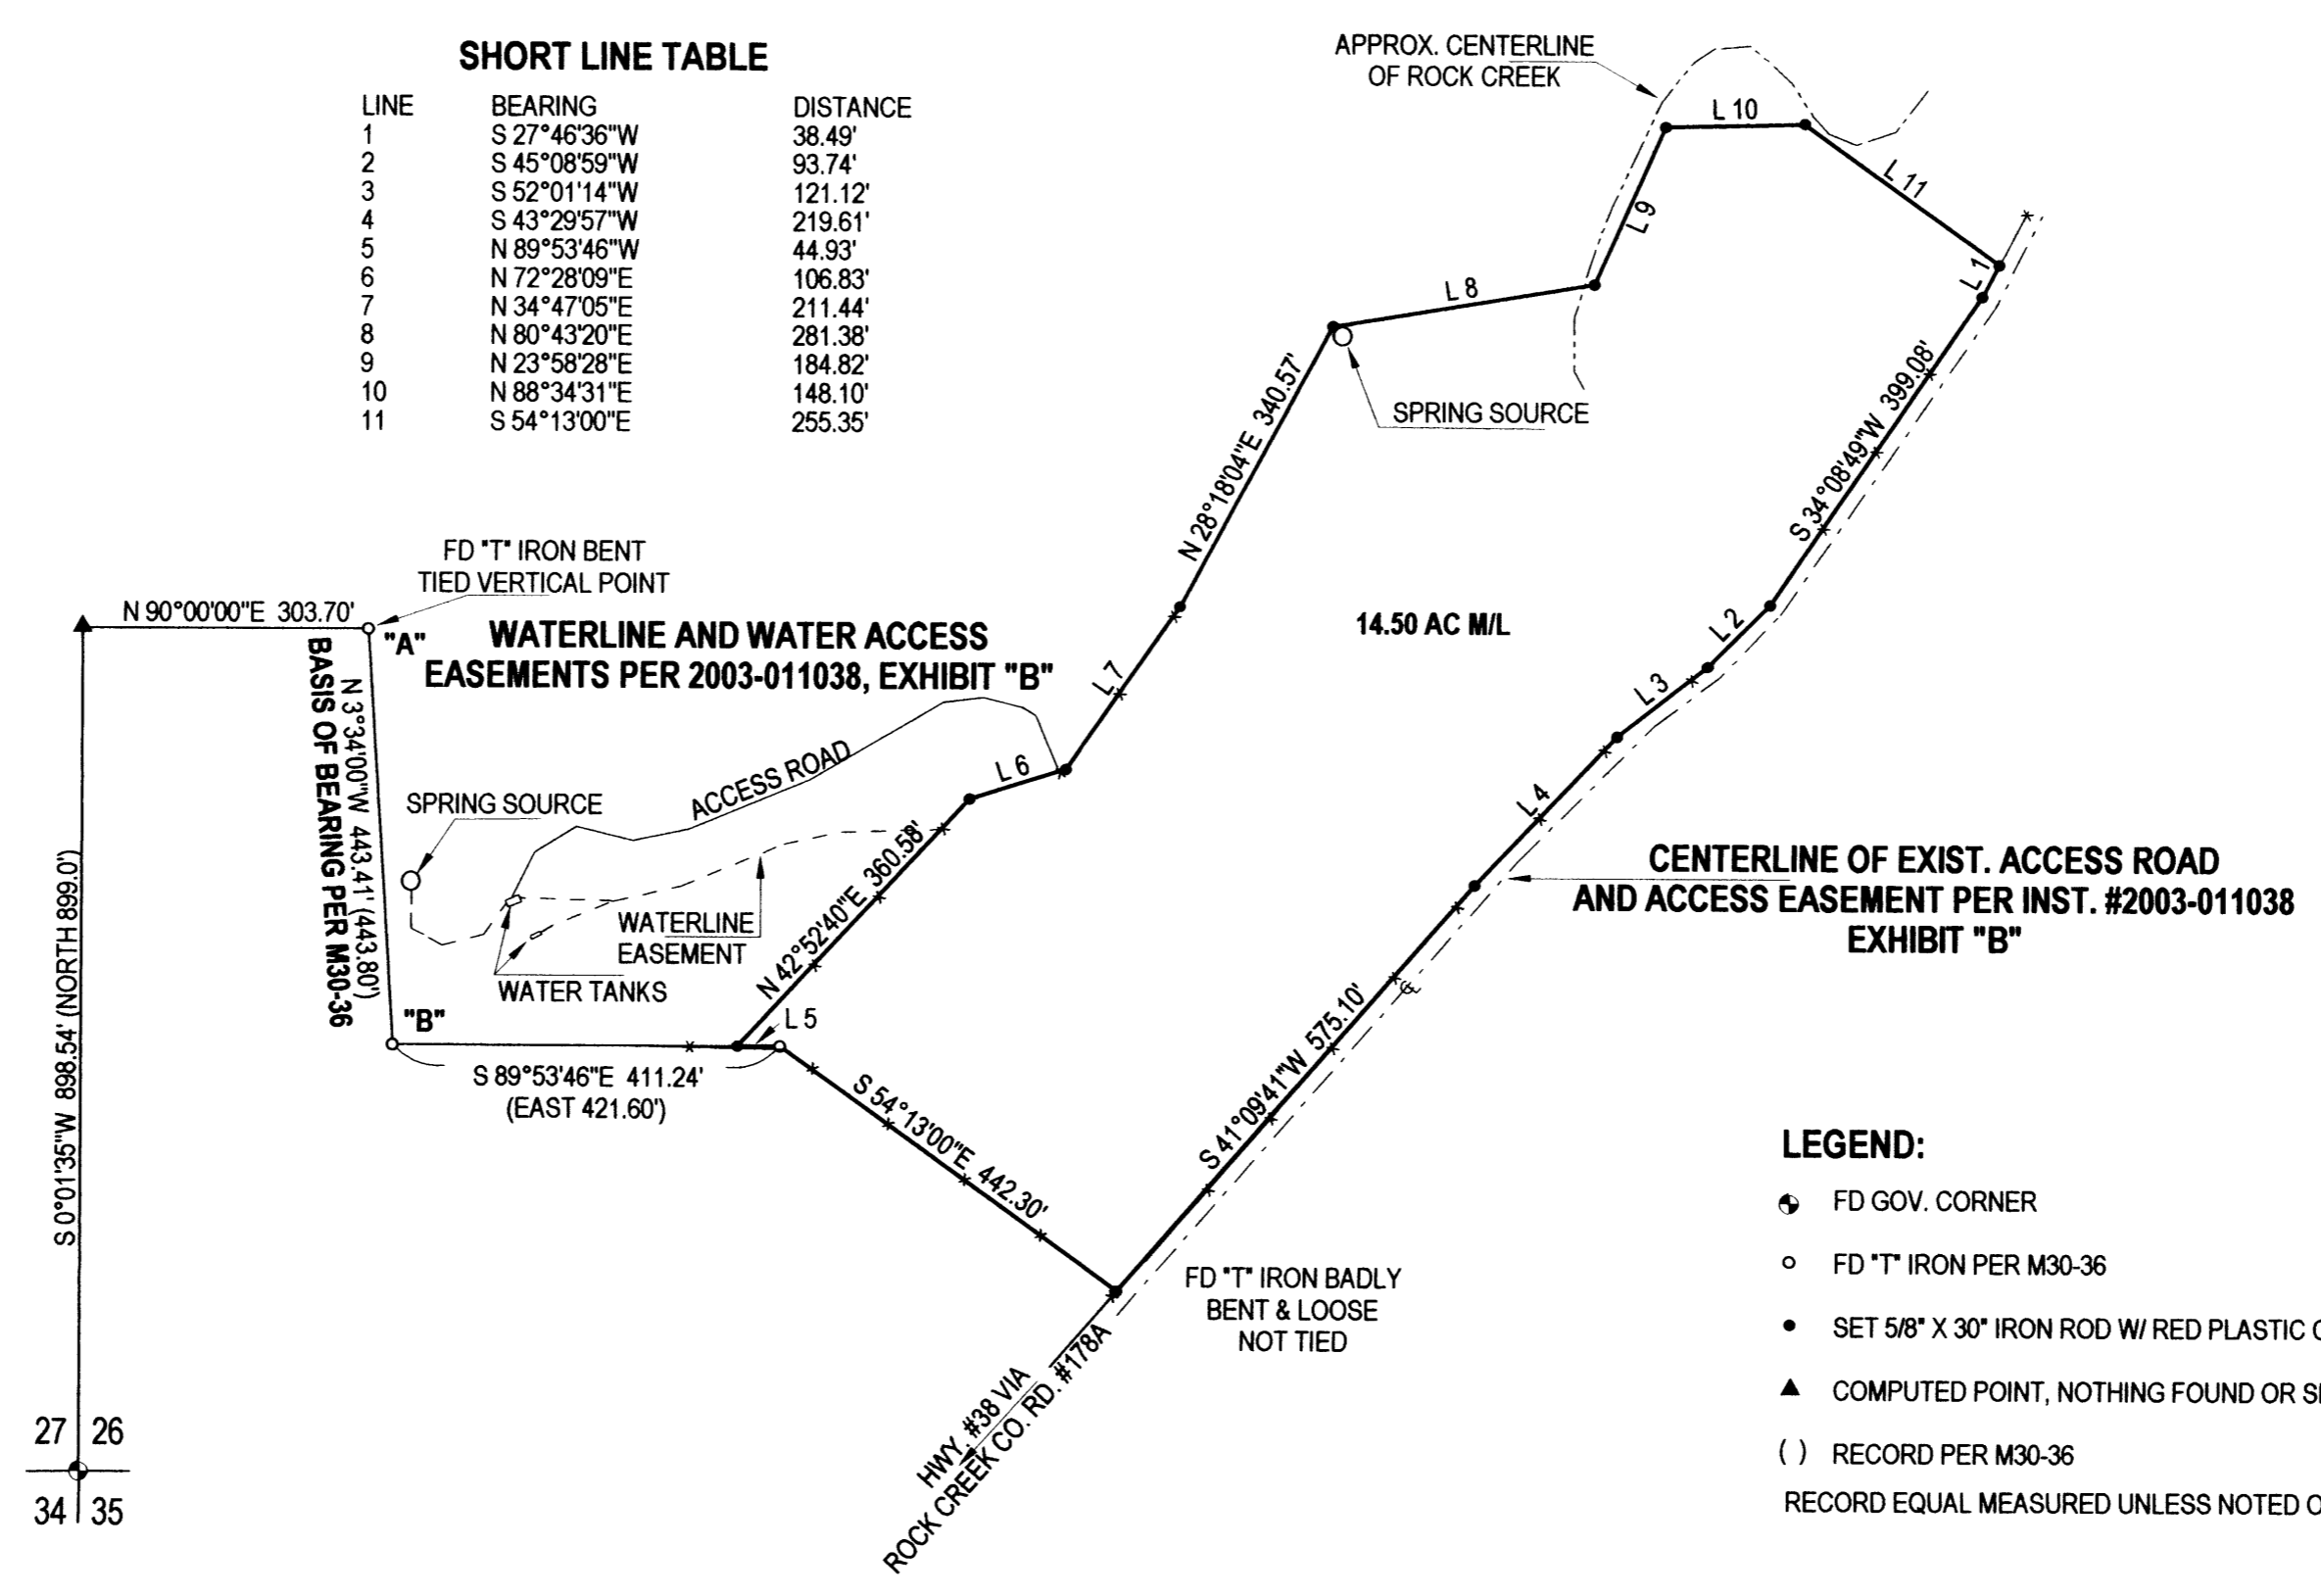 SHORT LINE TABLE
LINE BEARING DISTANCE
1 S 27°46'36"W 38.49'
2 S 45°08'59"W 93.74'
3 S 52°01'14"W 121.12'
4 S 43°29'57"W 219.61'
5 N 89°53'46"W 44.93'
6 N 72°28'09"E 106.83'
7 N 34°47'05"E 211.44'
8 N 80°43'20"E 281.38'
9 N 23°58'28"E 184.82'
10 N 88°34'31"E 148.10'
11 S 54°13'00"E 255.35'
APPROX. CENTERLINE
OF ROCK CREEK
L 10
L 11
L 9
L 8
L 1
SPRING SOURCE
N 28°18'04"E 340.57'
S 34°08'49"W 399.08'
FD "T" IRON BENT
TIED VERTICAL POINT
N 90°00'00"E 303.70'
"A"
WATERLINE AND WATER ACCESS
EASEMENTS PER 2003-011038, EXHIBIT "B"
14.50 AC M/L
L 2
L 3
L 7
L 6
L 4
N 3°34'00"W 443.41' (443.80')
BASIS OF BEARING PER M30-36
ACCESS ROAD
SPRING SOURCE
WATERLINE
EASEMENT
WATER TANKS
N 42°52'40"E 360.58'
CENTERLINE OF EXIST. ACCESS ROAD
AND ACCESS EASEMENT PER INST. #2003-011038
EXHIBIT "B"
S 0°01'35"W 898.54' (NORTH 899.0')
"B"
L 5
S 89°53'46"E 411.24'
(EAST 421.60')
S 54°13'00"E 442.30'
S 41°09'41"W 575.10'
℄
FD "T" IRON BADLY
BENT & LOOSE
NOT TIED
HWY. #38 VIA
ROCK CREEK CO. RD. #178A
27 26
34 35
LEGEND:
FD GOV. CORNER
FD "T" IRON PER M30-36
SET 5/8" X 30" IRON ROD W/ RED PLASTIC
COMPUTED POINT, NOTHING FOUND OR
( ) RECORD PER M30-36
RECORD EQUAL MEASURED UNLESS NOTED